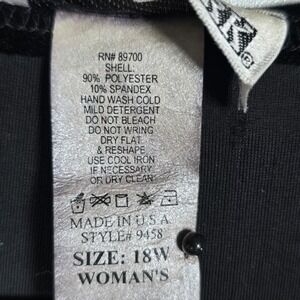 RN# 89700
SHELL:
90% POLYESTER
10% SPANDEX
HAND WASH COLD
MILD DETERGENT
DO NOT BLEACH
DO NOT WRING
DRY FLAT
& RESHAPE
USE COOL IRON
IF NECESSARY
OR DRY CLEAN
MADE IN U.S.A
STYLE# 9458
SIZE: 18W
WOMAN'S